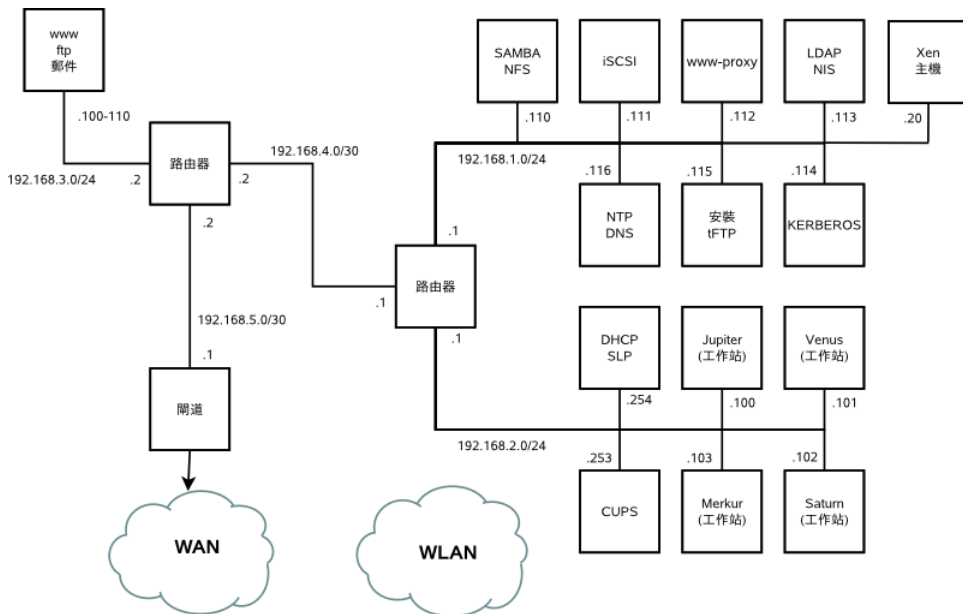 www
ftp
郵件
.100-110
192.168.3.0/24
路由器
.2
.2
.2
192.168.4.0/30
192.168.5.0/30
.1
閘道
WAN
WLAN
.1
路由器
.1
.1
192.168.1.0/24
SAMBA
NFS
.110
iSCSI
.111
www-proxy
.112
LDAP
NIS
.113
Xen
主機
.20
.116
NTP
DNS
.115
安裝
tFTP
.114
KERBEROS
192.168.2.0/24
DHCP
SLP
.254
Jupiter
(工作站)
.100
Venus
(工作站)
.101
.253
CUPS
.103
Merkur
(工作站)
.102
Saturn
(工作站)